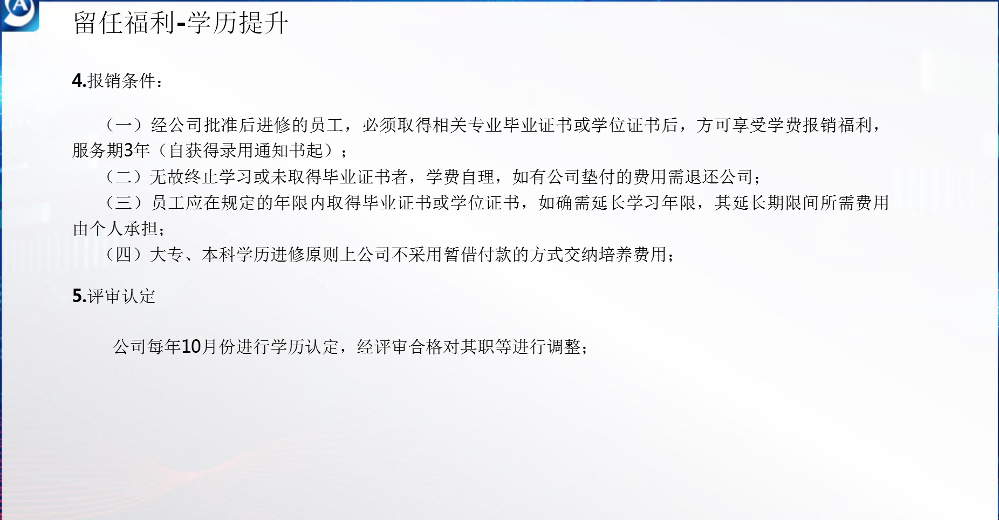 A
留任福利-学历提升
4.报销条件：
（一）经公司批准后进修的员工，必须取得相关专业毕业证书或学位证书后，方可享受学费报销福利，
服务期3年（自获得录用通知书起）；
（二）无故终止学习或未取得毕业证书者，学费自理，如有公司垫付的费用需退还公司；
（三）员工应在规定的年限内取得毕业证书或学位证书，如确需延长学习年限，其延长期限间所需费用
由个人承担；
（四）大专、本科学历进修原则上公司不采用暂借付款的方式交纳培养费用；
5.评审认定
公司每年10月份进行学历认定，经评审合格对其职等进行调整；